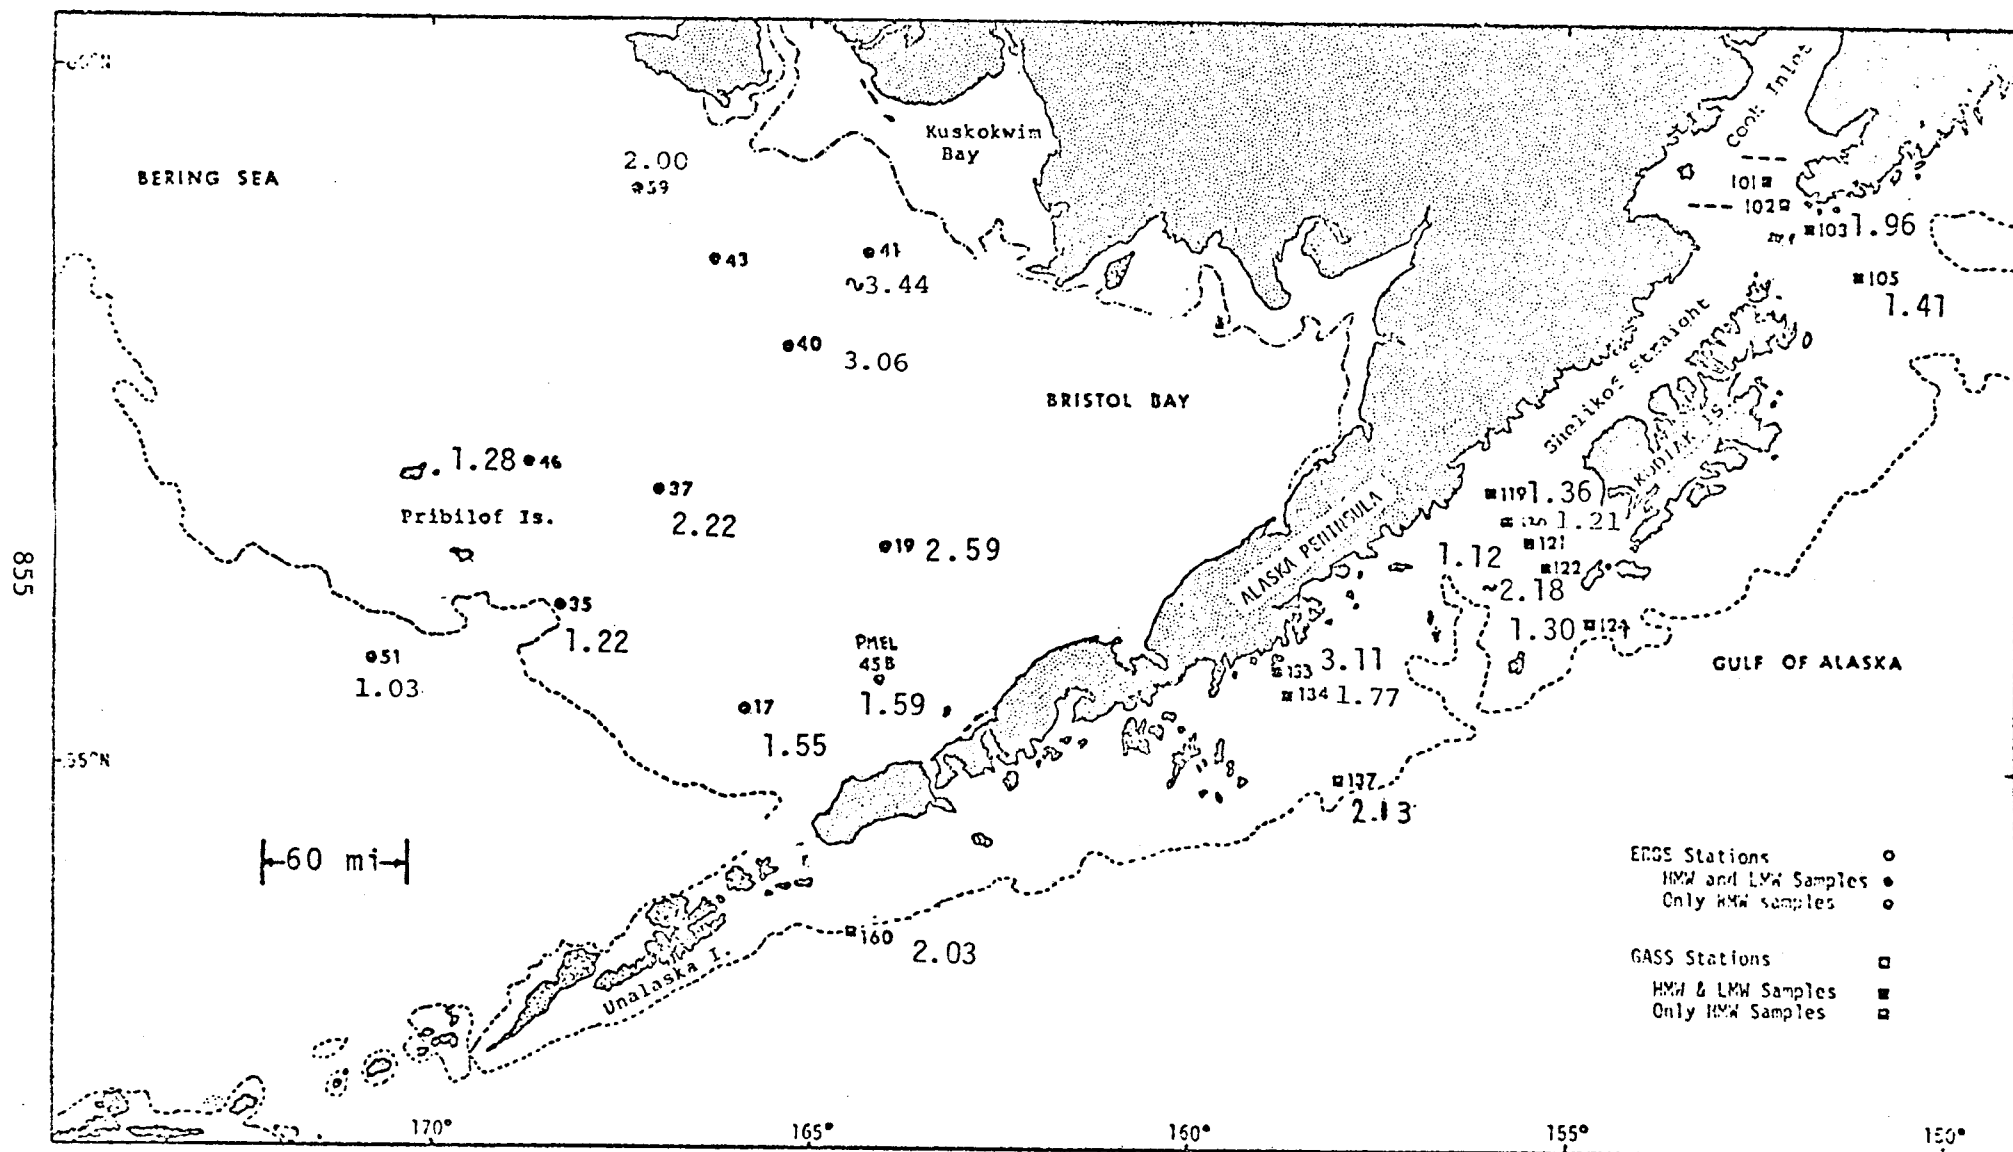 BERING SEA
2.00
59
43
41
~3.44
40
3.06
Kuskokwim
Bay
Cook Inlet
101
102
103 1.96
105
1.41
BRISTOL BAY
Shelikof Straight
KODIAK IS.
1.28 46
Pribilof Is.
37
2.22
19 2.59
ALASKA PENINSULA
119 1.36
1.21
121
1.12
122
~2.18
1.30
855
35
1.22
51
1.03
PMEL
45B
1.59
17
1.55
133 3.11
134 1.77
GULF OF ALASKA
137
2.13
55°N
60 mi
160 2.03
Unalaska I.
EBBS Stations
HMW and LMW Samples
Only HMW samples
GASS Stations
HMW & LMW Samples
Only HMW Samples
170°
165°
160°
155°
150°